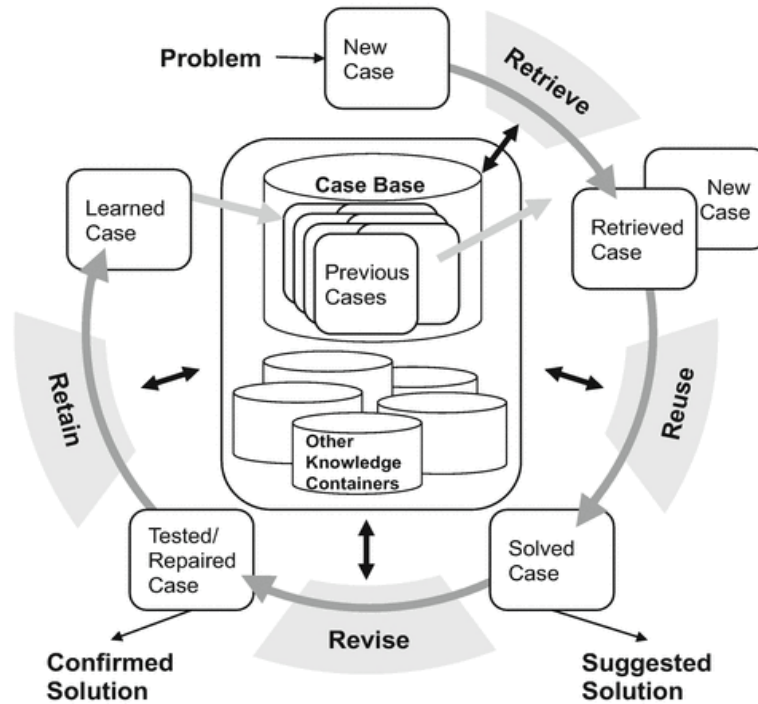 Problem
New
Case
Retrieve
Case Base
Previous
Cases
Learned
Case
New
Case
Retrieved
Case
Retain
Reuse
Other
Knowledge
Containers
Tested/
Repaired
Case
Solved
Case
Revise
Confirmed
Solution
Suggested
Solution